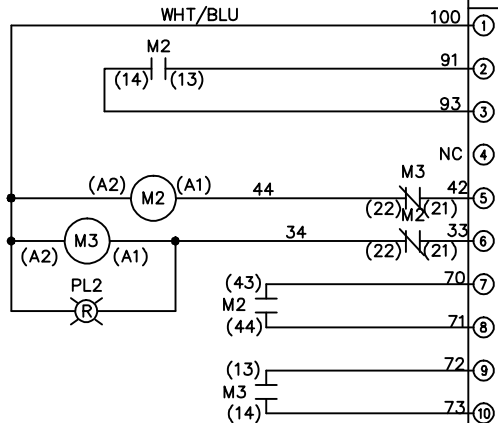 WHT/BLU 100 1
M2
91 2
(14) (13)
93 3
NC 4
M3
(A2) M2 (A1) 44 42 5
(22) (21)
M2
(A2) M3 (A1) 34 33 6
(22) (21)
PL2
R
(43) 70 7
M2
(44) 71 8
(13) 72 9
M3
(14) 73 10